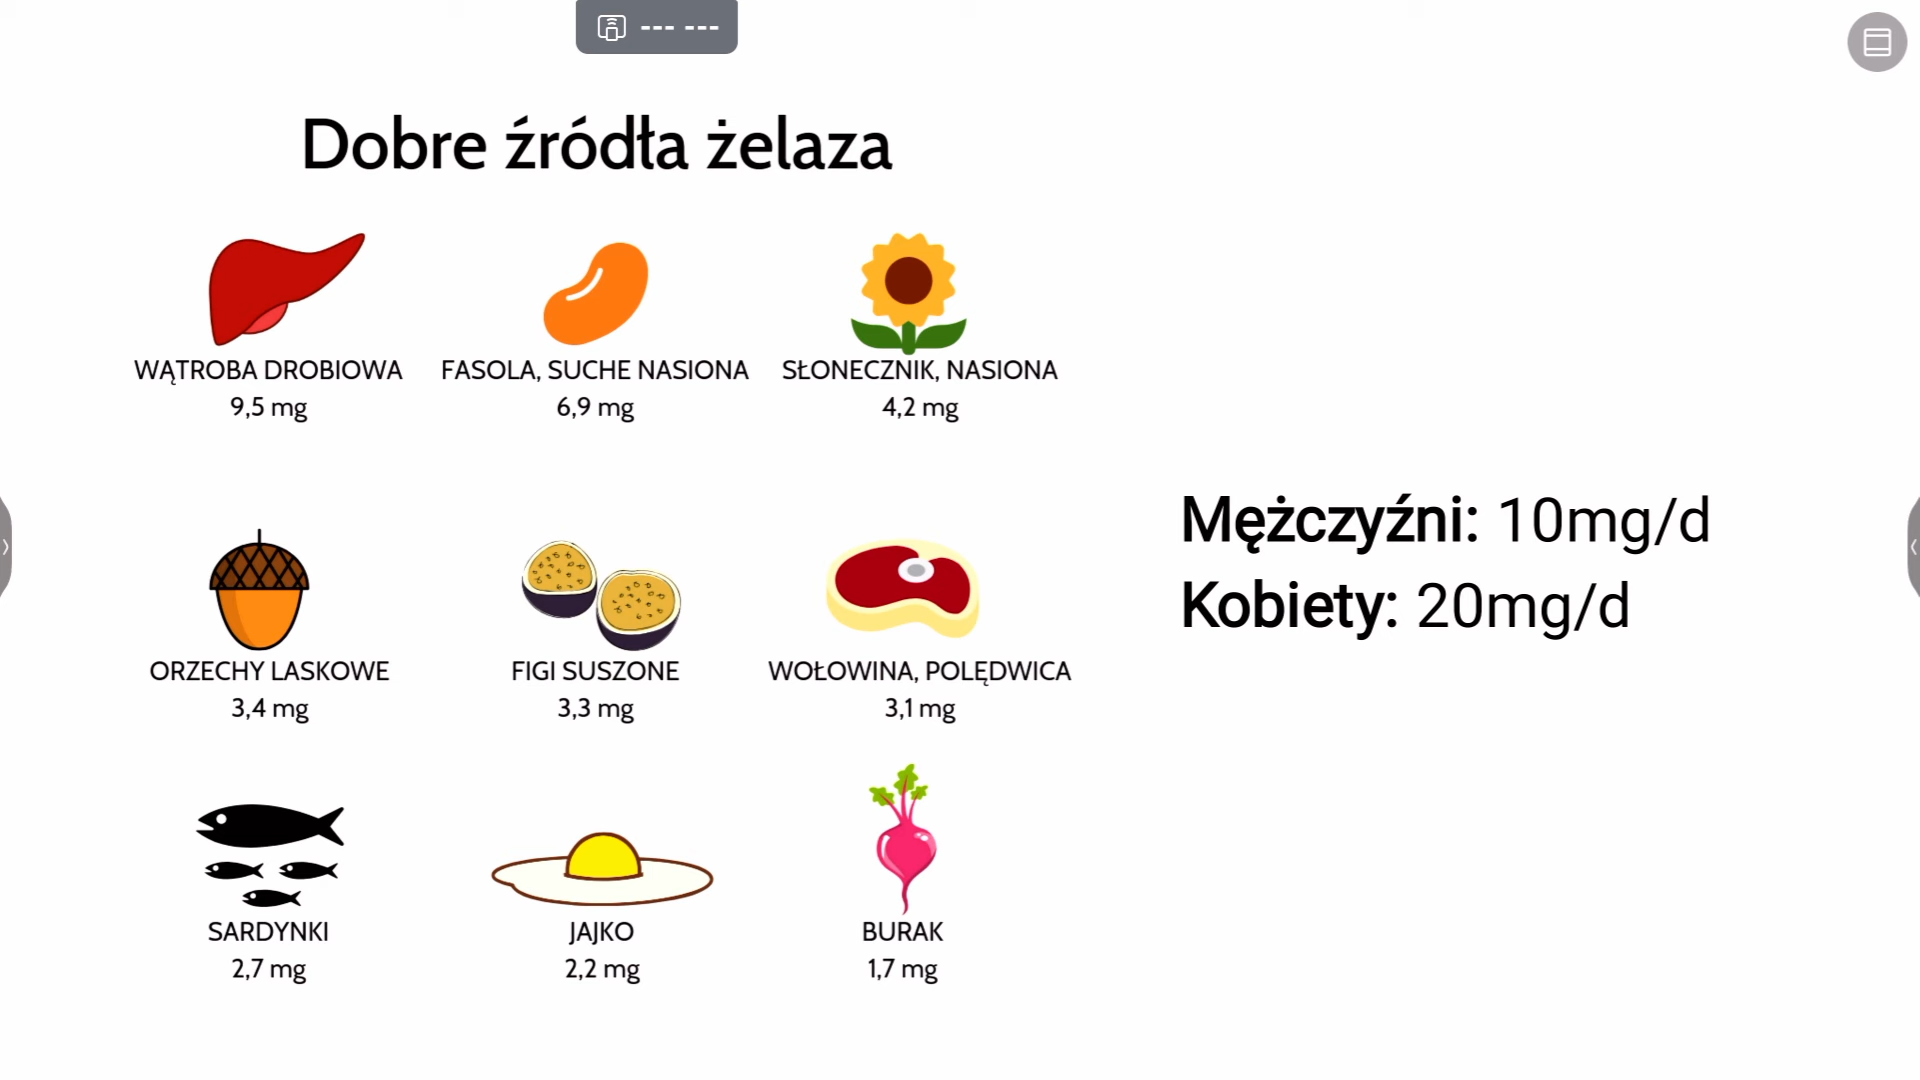 --- ---
Dobre źródła żelaza
WĄTROBA DROBIOWA
9,5 mg
FASOLA, SUCHE NASIONA
6,9 mg
SŁONECZNIK, NASIONA
4,2 mg
ORZECHY LASKOWE
3,4 mg
FIGI SUSZONE
3,3 mg
WOŁOWINA, POLĘDWICA
3,1 mg
SARDYNKI
2,7 mg
JAJKO
2,2 mg
BURAK
1,7 mg
Mężczyźni: 10mg/d
Kobiety: 20mg/d